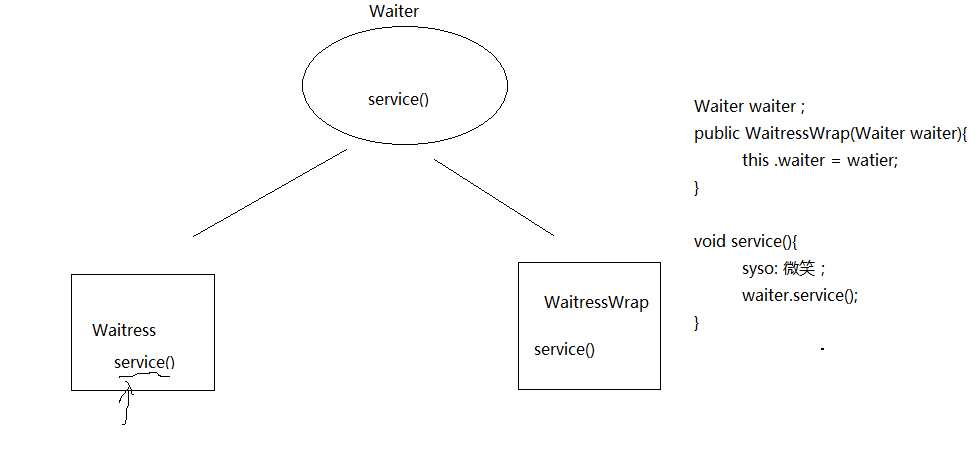 Waiter
service()
Waitress
service()
WaitressWrap
service()
Waiter waiter ;
public WaitressWrap(Waiter waiter){
this .waiter = watier;
}
void service(){
syso: 微笑 ;
waiter.service();
}